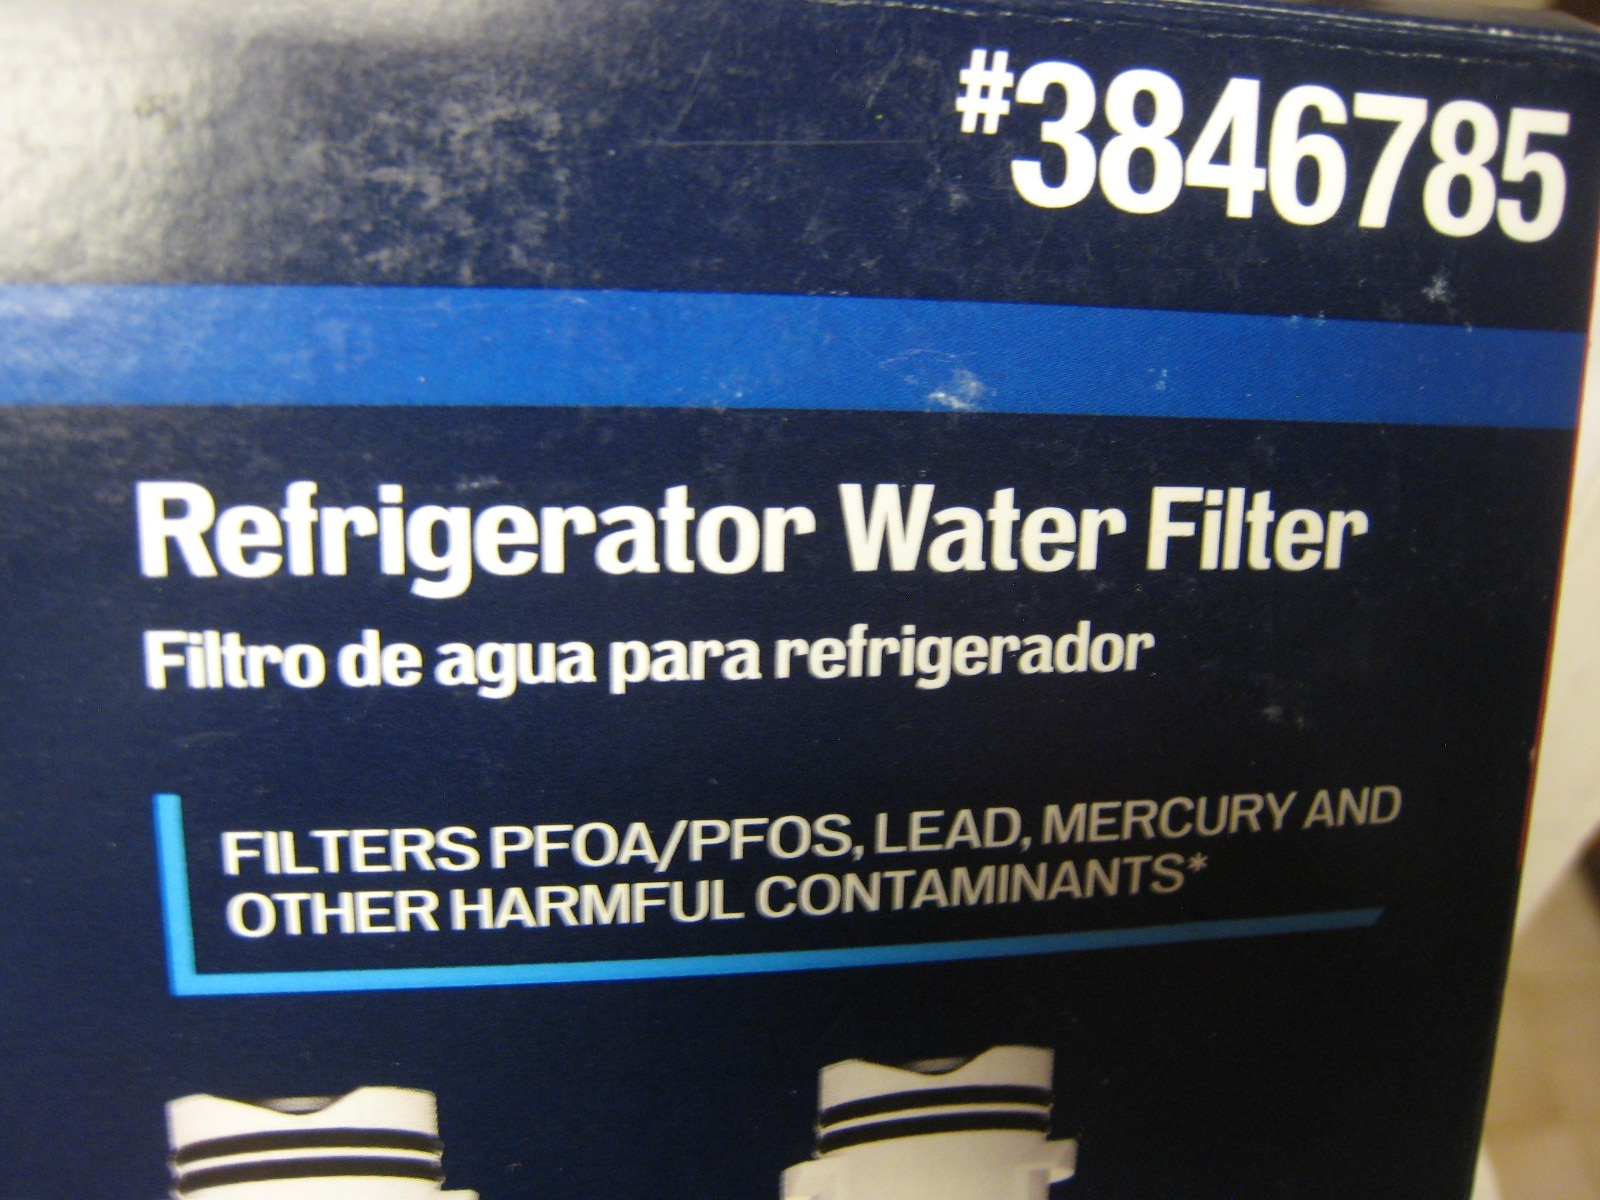 #3846785
Refrigerator Water Filter
Filtro de agua para refrigerador
FILTERS PFOA/PFOS, LEAD, MERCURY AND
OTHER HARMFUL CONTAMINANTS*